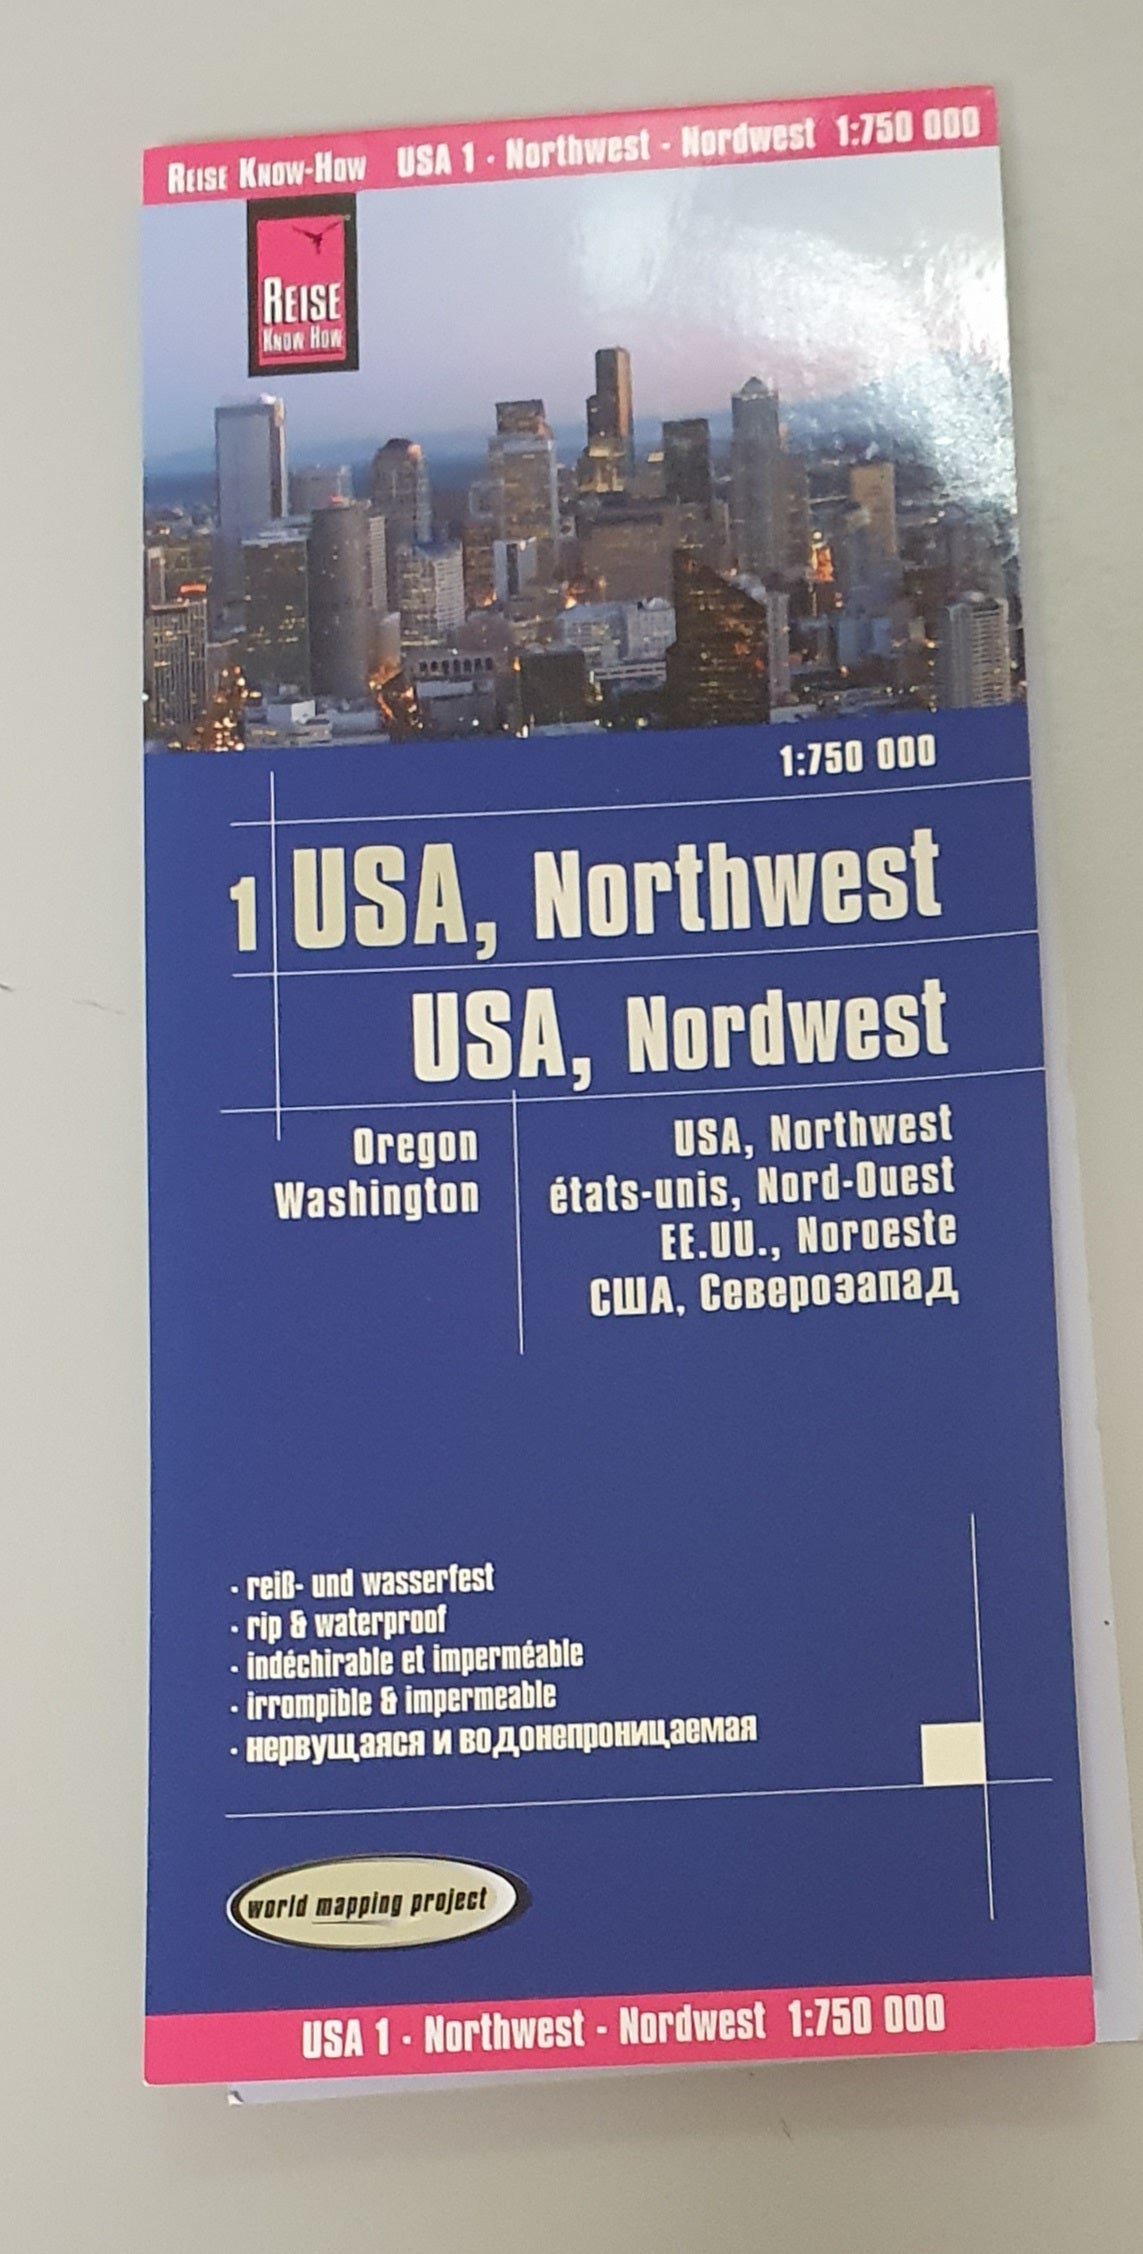 REISE KNOW-HOW USA 1 · Northwest - Nordwest 1:750 000
REISE
KNOW HOW
1:750 000
1 USA, Northwest
USA, Nordwest
Oregon
Washington
USA, Northwest
états-unis, Nord-Ouest
EE.UU., Noroeste
США, Северозапад
· reiß- und wasserfest
· rip & waterproof
· indéchirable et imperméable
· irrompible & impermeable
· нервущаяся и водонепроницаемая
world mapping project
USA 1 · Northwest - Nordwest 1:750 000